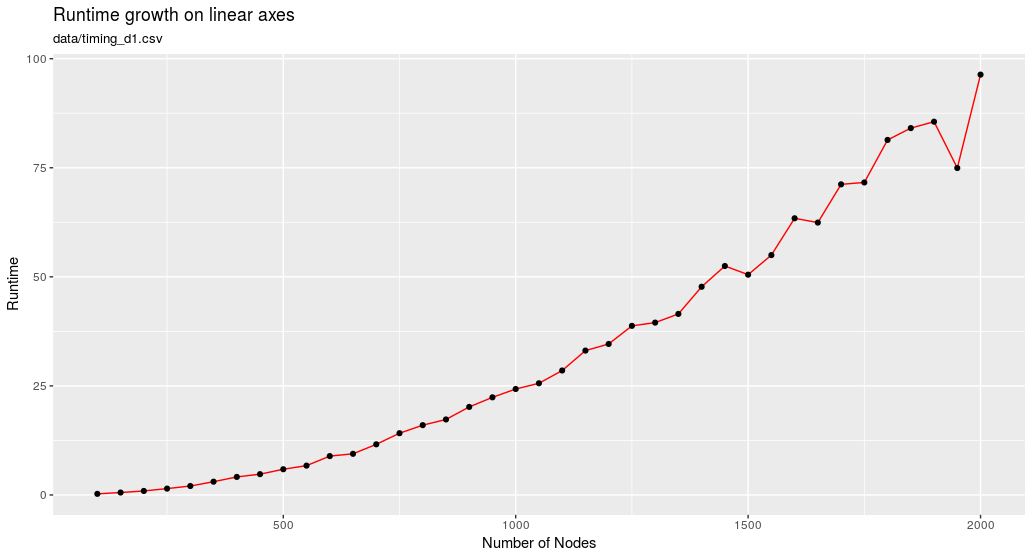 Runtime growth on linear axes
data/timing_d1.csv
100
75
50
25
0
Runtime
500
1000
1500
2000
Number of Nodes